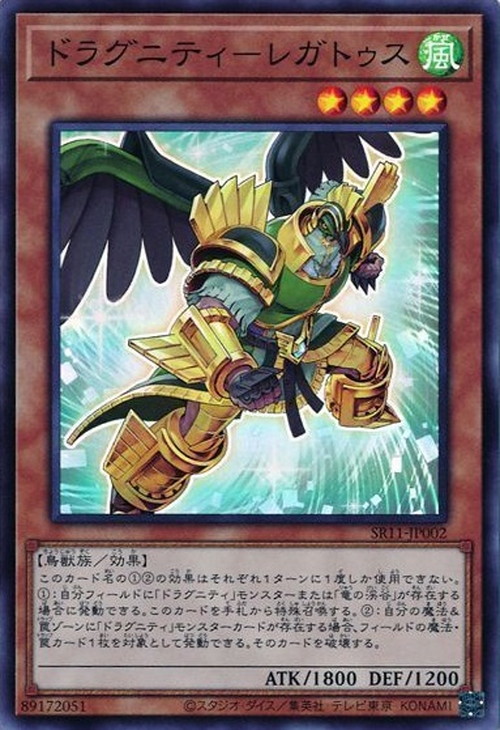 ドラグニティーレガトゥス
風
SR11-JP002
【鳥獣族／効果】
このカード名の①②の効果はそれぞれ1ターンに1度しか使用できない。
①：自分フィールドに「ドラグニティ」モンスターまたは「竜の渓谷」が存在する
場合に発動できる。このカードを手札から特殊召喚する。②：自分の魔法&
罠ゾーンに「ドラグニティ」モンスターカードが存在する場合、フィールドの魔法・
罠カード1枚を対象として発動できる。そのカードを破壊する。
ATK/1800 DEF/1200
89172051 ©スタジオ・ダイス／集英社・テレビ東京・KONAMI